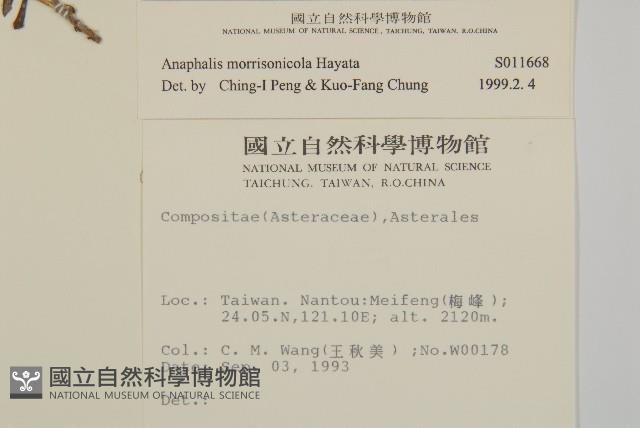 國立自然科學博物館
NATIONAL MUSEUM OF NATURAL SCIENCE, TAICHUNG, TAIWAN, R.O.CHINA
Anaphalis morrisonicola Hayata S011668
Det. by Ching-I Peng & Kuo-Fang Chung 1999.2. 4
國立自然科學博物館
NATIONAL MUSEUM OF NATURAL SCIENCE
TAICHUNG, TAIWAN, R.O.CHINA
Compositae(Asteraceae),Asterales
Loc.: Taiwan. Nantou:Meifeng(梅峰);
24.05.N,121.10E; alt. 2120m.
Col.: C. M. Wang(王秋美) ;No.W00178
Date: Sep. 03, 1993
Det.:
國立自然科學博物館
NATIONAL MUSEUM OF NATURAL SCIENCE